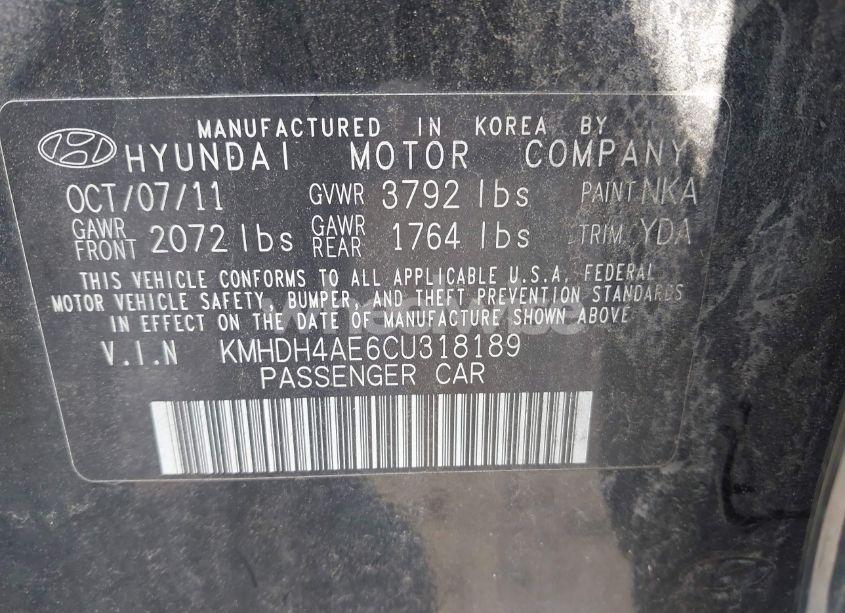 MANUFACTURED IN KOREA BY
HYUNDAI MOTOR COMPANY
OCT/07/11 GVWR 3792 lbs PAINT NKA
GAWR FRONT 2072 lbs GAWR REAR 1764 lbs TRIM YDA
THIS VEHICLE CONFORMS TO ALL APPLICABLE U.S.A. FEDERAL
MOTOR VEHICLE SAFETY, BUMPER, AND THEFT PREVENTION STANDARDS
IN EFFECT ON THE DATE OF MANUFACTURE SHOWN ABOVE
V.I.N KMHDH4AE6CU318189
PASSENGER CAR